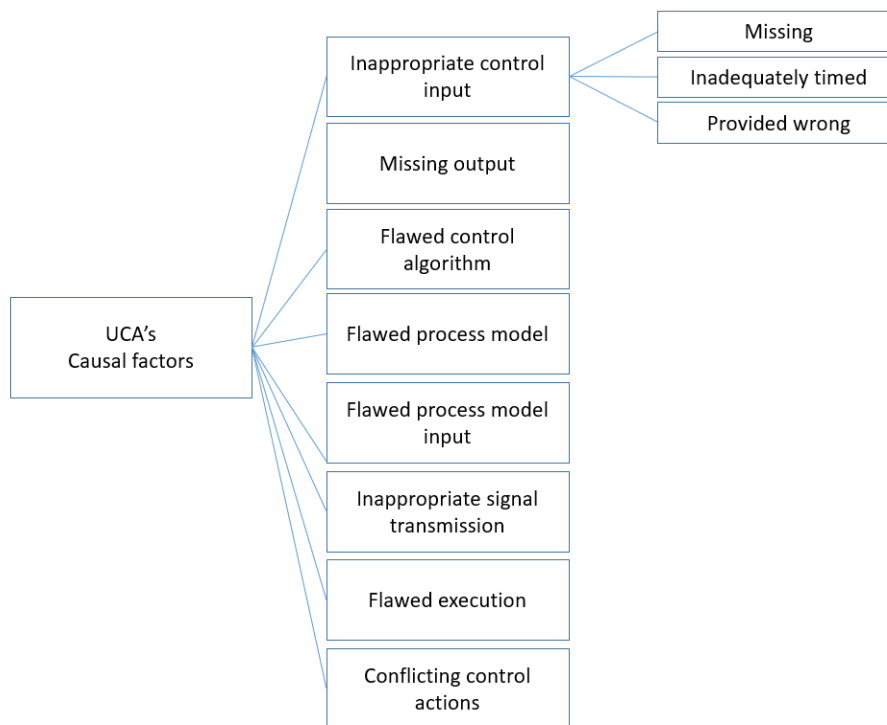 UCA's
Causal factors
Inappropriate control
input
Missing output
Flawed control
algorithm
Flawed process model
Flawed process model
input
Inappropriate signal
transmission
Flawed execution
Conflicting control
actions
Missing
Inadequately timed
Provided wrong